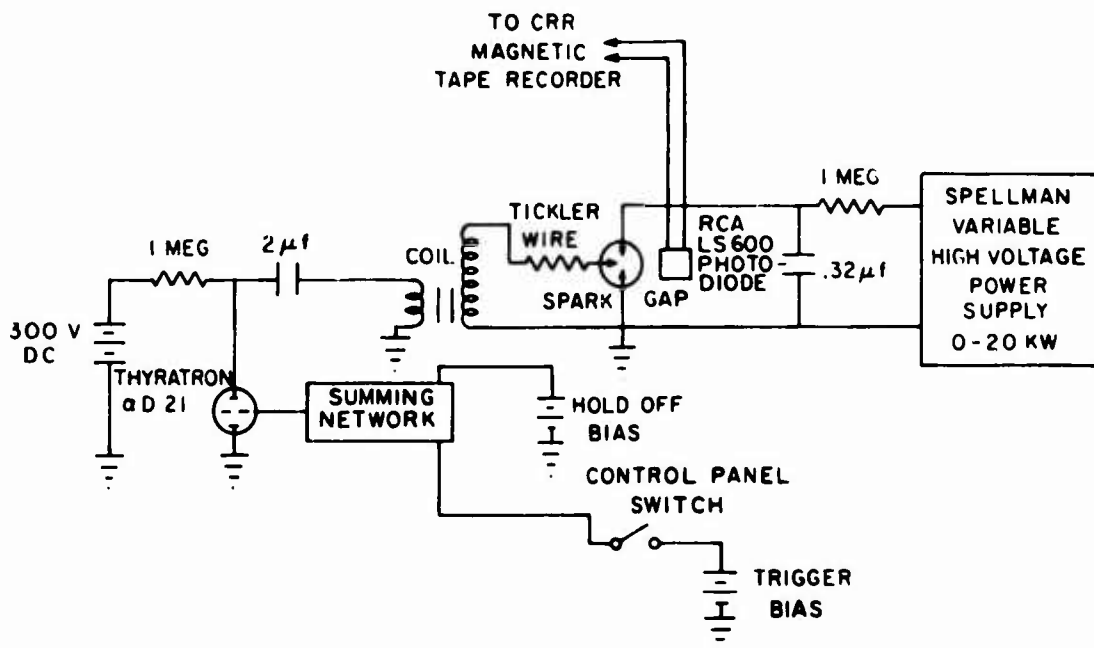 TO CRR
MAGNETIC
TAPE RECORDER
1 MEG
2 µf
COIL
TICKLER
WIRE
SPARK
GAP
RCA
LS600
PHOTO-
DIODE
.32 µf
1 MEG
SPELLMAN
VARIABLE
HIGH VOLTAGE
POWER
SUPPLY
0-20 KW
300 V
DC
THYRATRON
αD 21
SUMMING
NETWORK
HOLD OFF
BIAS
CONTROL PANEL
SWITCH
TRIGGER
BIAS